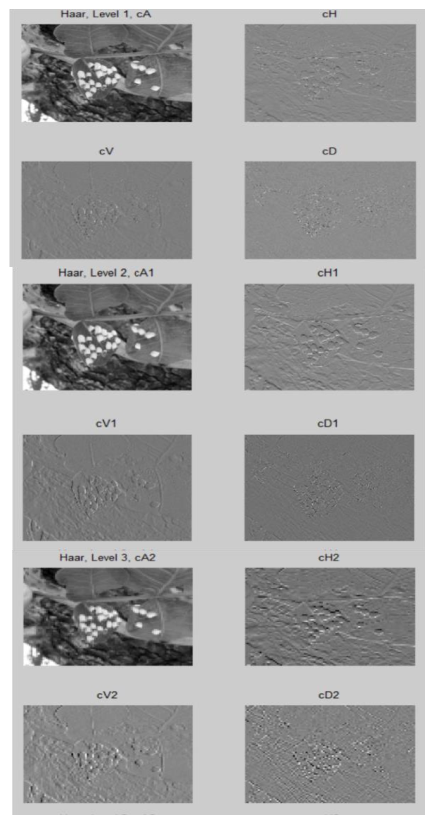 Haar, Level 1, cA
cH
cV
cD
Haar, Level 2, cA1
cH1
cV1
cD1
Haar, Level 3, cA2
cH2
cV2
cD2